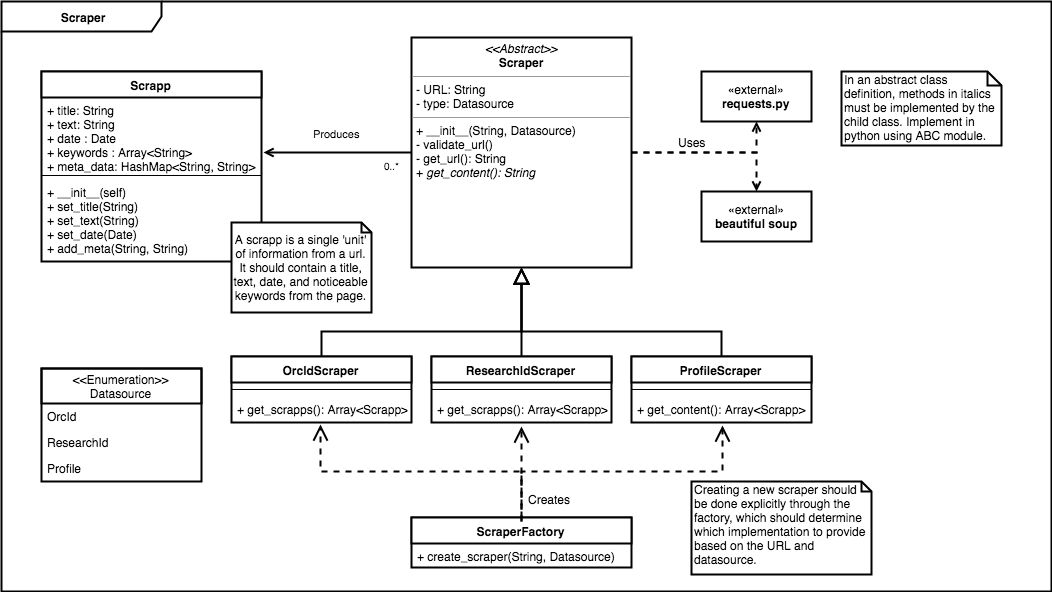 Scraper
<<Abstract>>
Scraper
- URL: String
- type: Datasource
+ __init__(String, Datasource)
- validate_url()
- get_url(): String
+ get_content(): String
Scrapp
+ title: String
+ text: String
+ date : Date
+ keywords : Array<String>
+ meta_data: HashMap<String, String>
+ __init__(self)
+ set_title(String)
+ set_text(String)
+ set_date(Date)
+ add_meta(String, String)
Produces
0..*
A scrapp is a single 'unit'
of information from a url.
It should contain a title,
text, date, and noticeable
keywords from the page.
Uses
«external»
requests.py
«external»
beautiful soup
In an abstract class
definition, methods in italics
must be implemented by the
child class. Implement in
python using ABC module.
<<Enumeration>>
Datasource
OrcId
ResearchId
Profile
OrcIdScraper
+ get_scrapps(): Array<Scrapp>
ResearchIdScraper
+ get_scrapps(): Array<Scrapp>
ProfileScraper
+ get_content(): Array<Scrapp>
Creates
ScraperFactory
+ create_scraper(String, Datasource)
Creating a new scraper should
be done explicitly through the
factory, which should determine
which implementation to provide
based on the URL and
datasource.